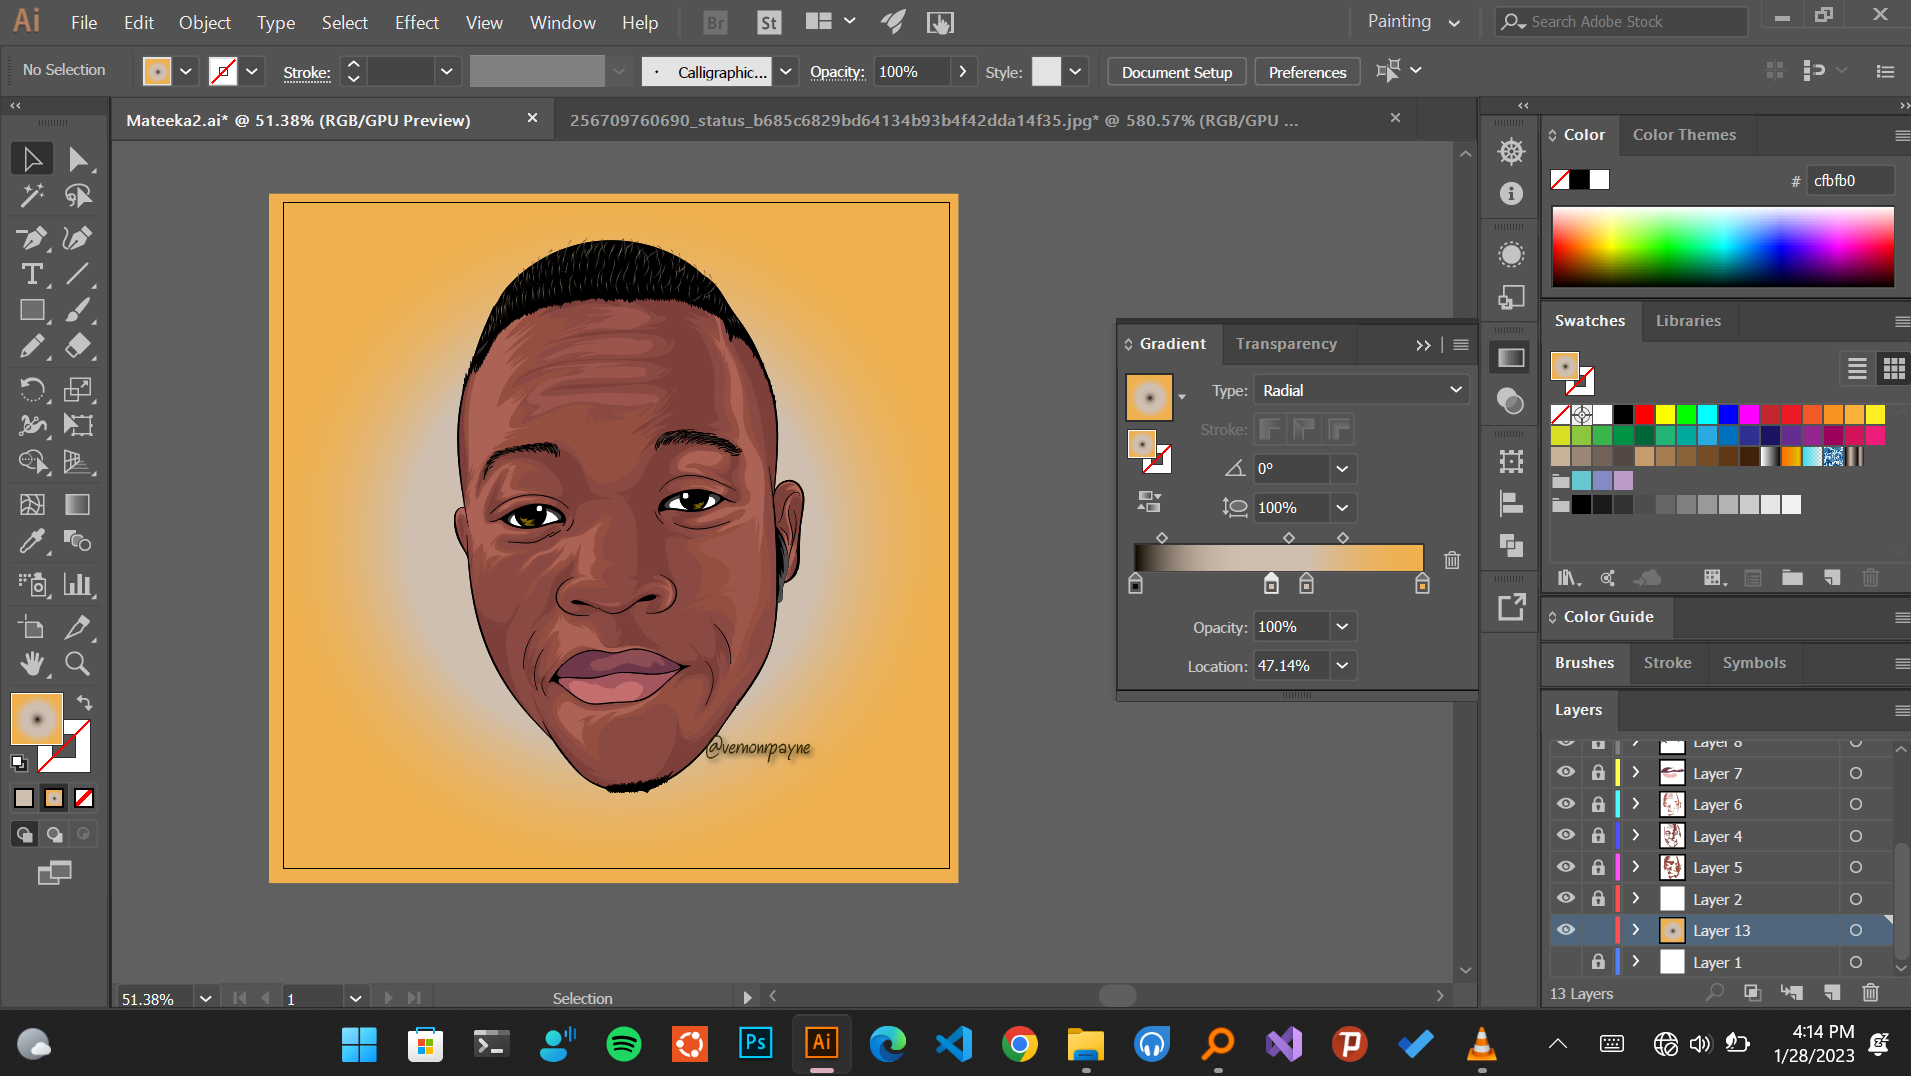 Ai File Edit Object Type Select Effect View Window Help Br St Painting Search Adobe Stock
No Selection Stroke: Calligraphic... Opacity: 100% Style: Document Setup Preferences
Mateeka2.ai* @ 51.38% (RGB/GPU Preview)
256709760690_status_b685c6829bd64134b93b4f42dda14f35.jpg* @ 580.57% (RGB/GPU ...
@vernonrpayne
Gradient Transparency
Type: Radial
Stroke:
0°
100%
Opacity: 100%
Location: 47.14%
Color Color Themes
# cfbfb0
Swatches Libraries
Color Guide
Brushes Stroke Symbols
Layers
Layer 8
Layer 7
Layer 6
Layer 4
Layer 5
Layer 2
Layer 13
Layer 1
13 Layers
51.38% 1 Selection
Ps Ai
4:14 PM
1/28/2023